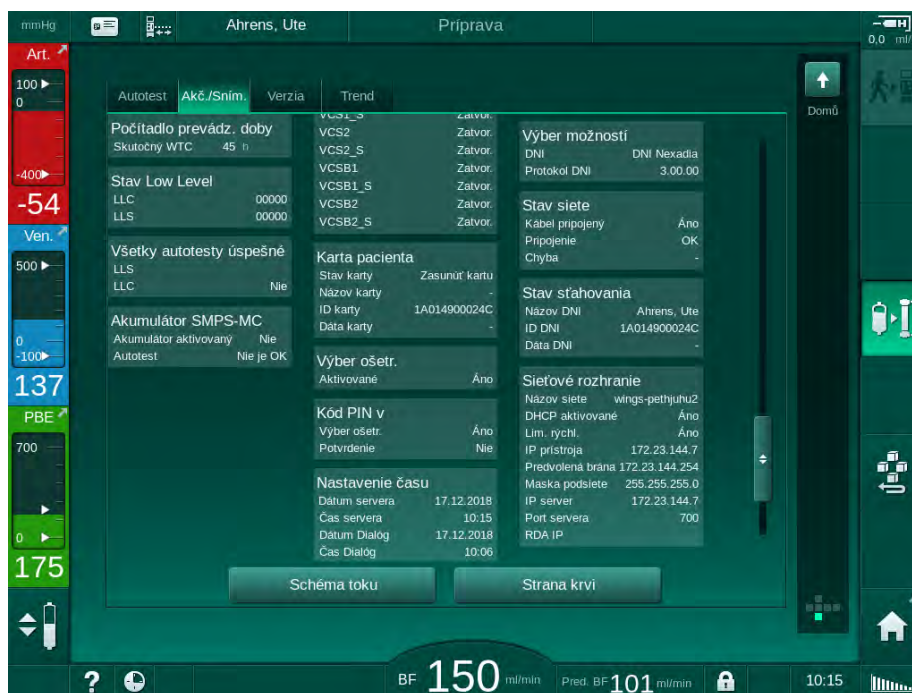 mmHg
Ahrens, Ute
Príprava
0,0 ml/
Art.
100
0
-400
-54
Ven.
500
0
-100
137
PBE
700
0
175
Autotest
Akč./Sním.
Verzia
Trend
Domů
Počítadlo prevádz. doby
Skutočný WTC 45 h
Stav Low Level
LLC 00000
LLS 00000
Všetky autotesty úspešné
LLS
LLC Nie
Akumulátor SMPS-MC
Akumulátor aktivovaný Nie
Autotest Nie je OK
VCS1_S Zatvor.
VCS2 Zatvor.
VCS2_S Zatvor.
VCSB1 Zatvor.
VCSB1_S Zatvor.
VCSB2 Zatvor.
VCSB2_S Zatvor.
Karta pacienta
Stav karty Zasunúť kartu
Názov karty -
ID karty 1A014900024C
Dáta karty -
Výber ošetr.
Aktivované Áno
Kód PIN v
Výber ošetr. Áno
Potvrdenie Nie
Nastavenie času
Dátum servera 17.12.2018
Čas servera 10:15
Dátum Dialóg 17.12.2018
Čas Dialóg 10:06
Výber možností
DNI DNI Nexadia
Protokol DNI 3.00.00
Stav siete
Kábel pripojený Áno
Pripojenie OK
Chyba -
Stav sťahovania
Názov DNI Ahrens, Ute
ID DNI 1A014900024C
Dáta DNI -
Sieťové rozhranie
Názov siete wings-pethjuhu2
DHCP aktivované Áno
Lim. rýchl. Áno
IP prístroja 172.23.144.7
Predvolená brána 172.23.144.254
Maska podsiete 255.255.255.0
IP server 172.23.144.7
Port servera 700
RDA IP
Schéma toku
Strana krvi
?
BF 150 ml/min
Pred. BF 101 ml/min
10:15